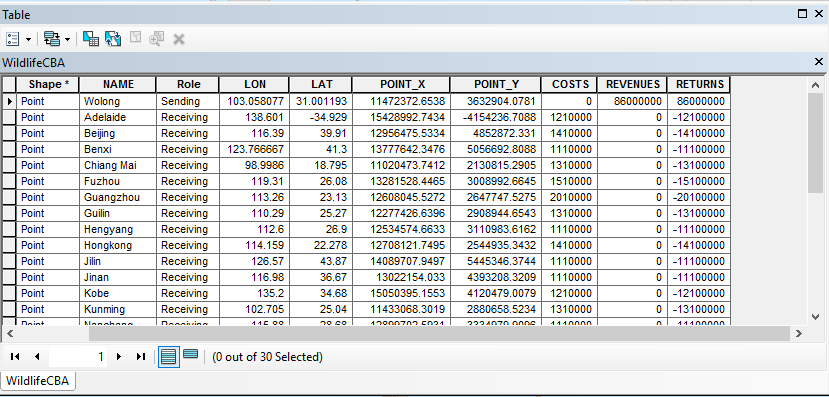 Table
WildlifeCBA
Shape * NAME Role LON LAT POINT_X POINT_Y COSTS REVENUES RETURNS
Point Wolong Sending 103.058077 31.001193 11472372.6538 3632904.0781 0 86000000 86000000
Point Adelaide Receiving 138.601 -34.929 15428992.7434 -4154236.7088 1210000 0 -12100000
Point Beijing Receiving 116.39 39.91 12956475.5334 4852872.331 1410000 0 -14100000
Point Benxi Receiving 123.766667 41.3 13777642.3476 5056692.8088 1110000 0 -11100000
Point Chiang Mai Receiving 98.9986 18.795 11020473.7412 2130815.2905 1310000 0 -13100000
Point Fuzhou Receiving 119.31 26.08 13281528.4465 3008992.6645 1510000 0 -15100000
Point Guangzhou Receiving 113.26 23.13 12608045.5272 2647747.5275 2010000 0 -20100000
Point Guilin Receiving 110.29 25.27 12277426.6396 2908944.6543 1310000 0 -13100000
Point Hengyang Receiving 112.6 26.9 12534574.6633 3110983.6162 1110000 0 -11100000
Point Hongkong Receiving 114.159 22.278 12708121.7495 2544935.3432 1410000 0 -14100000
Point Jilin Receiving 126.57 43.87 14089707.9497 5445346.3744 1110000 0 -11100000
Point Jinan Receiving 116.98 36.67 13022154.033 4393208.3209 1110000 0 -11100000
Point Kobe Receiving 135.2 34.68 15050395.1553 4120479.0079 1210000 0 -12100000
Point Kunming Receiving 102.705 25.04 11433068.3019 2880658.5234 1310000 0 -13100000
Point Nanchang Receiving 115.88 28.68 12899702.5931 3334979.9096 1110000 0 -11100000
1 (0 out of 30 Selected)
WildlifeCBA